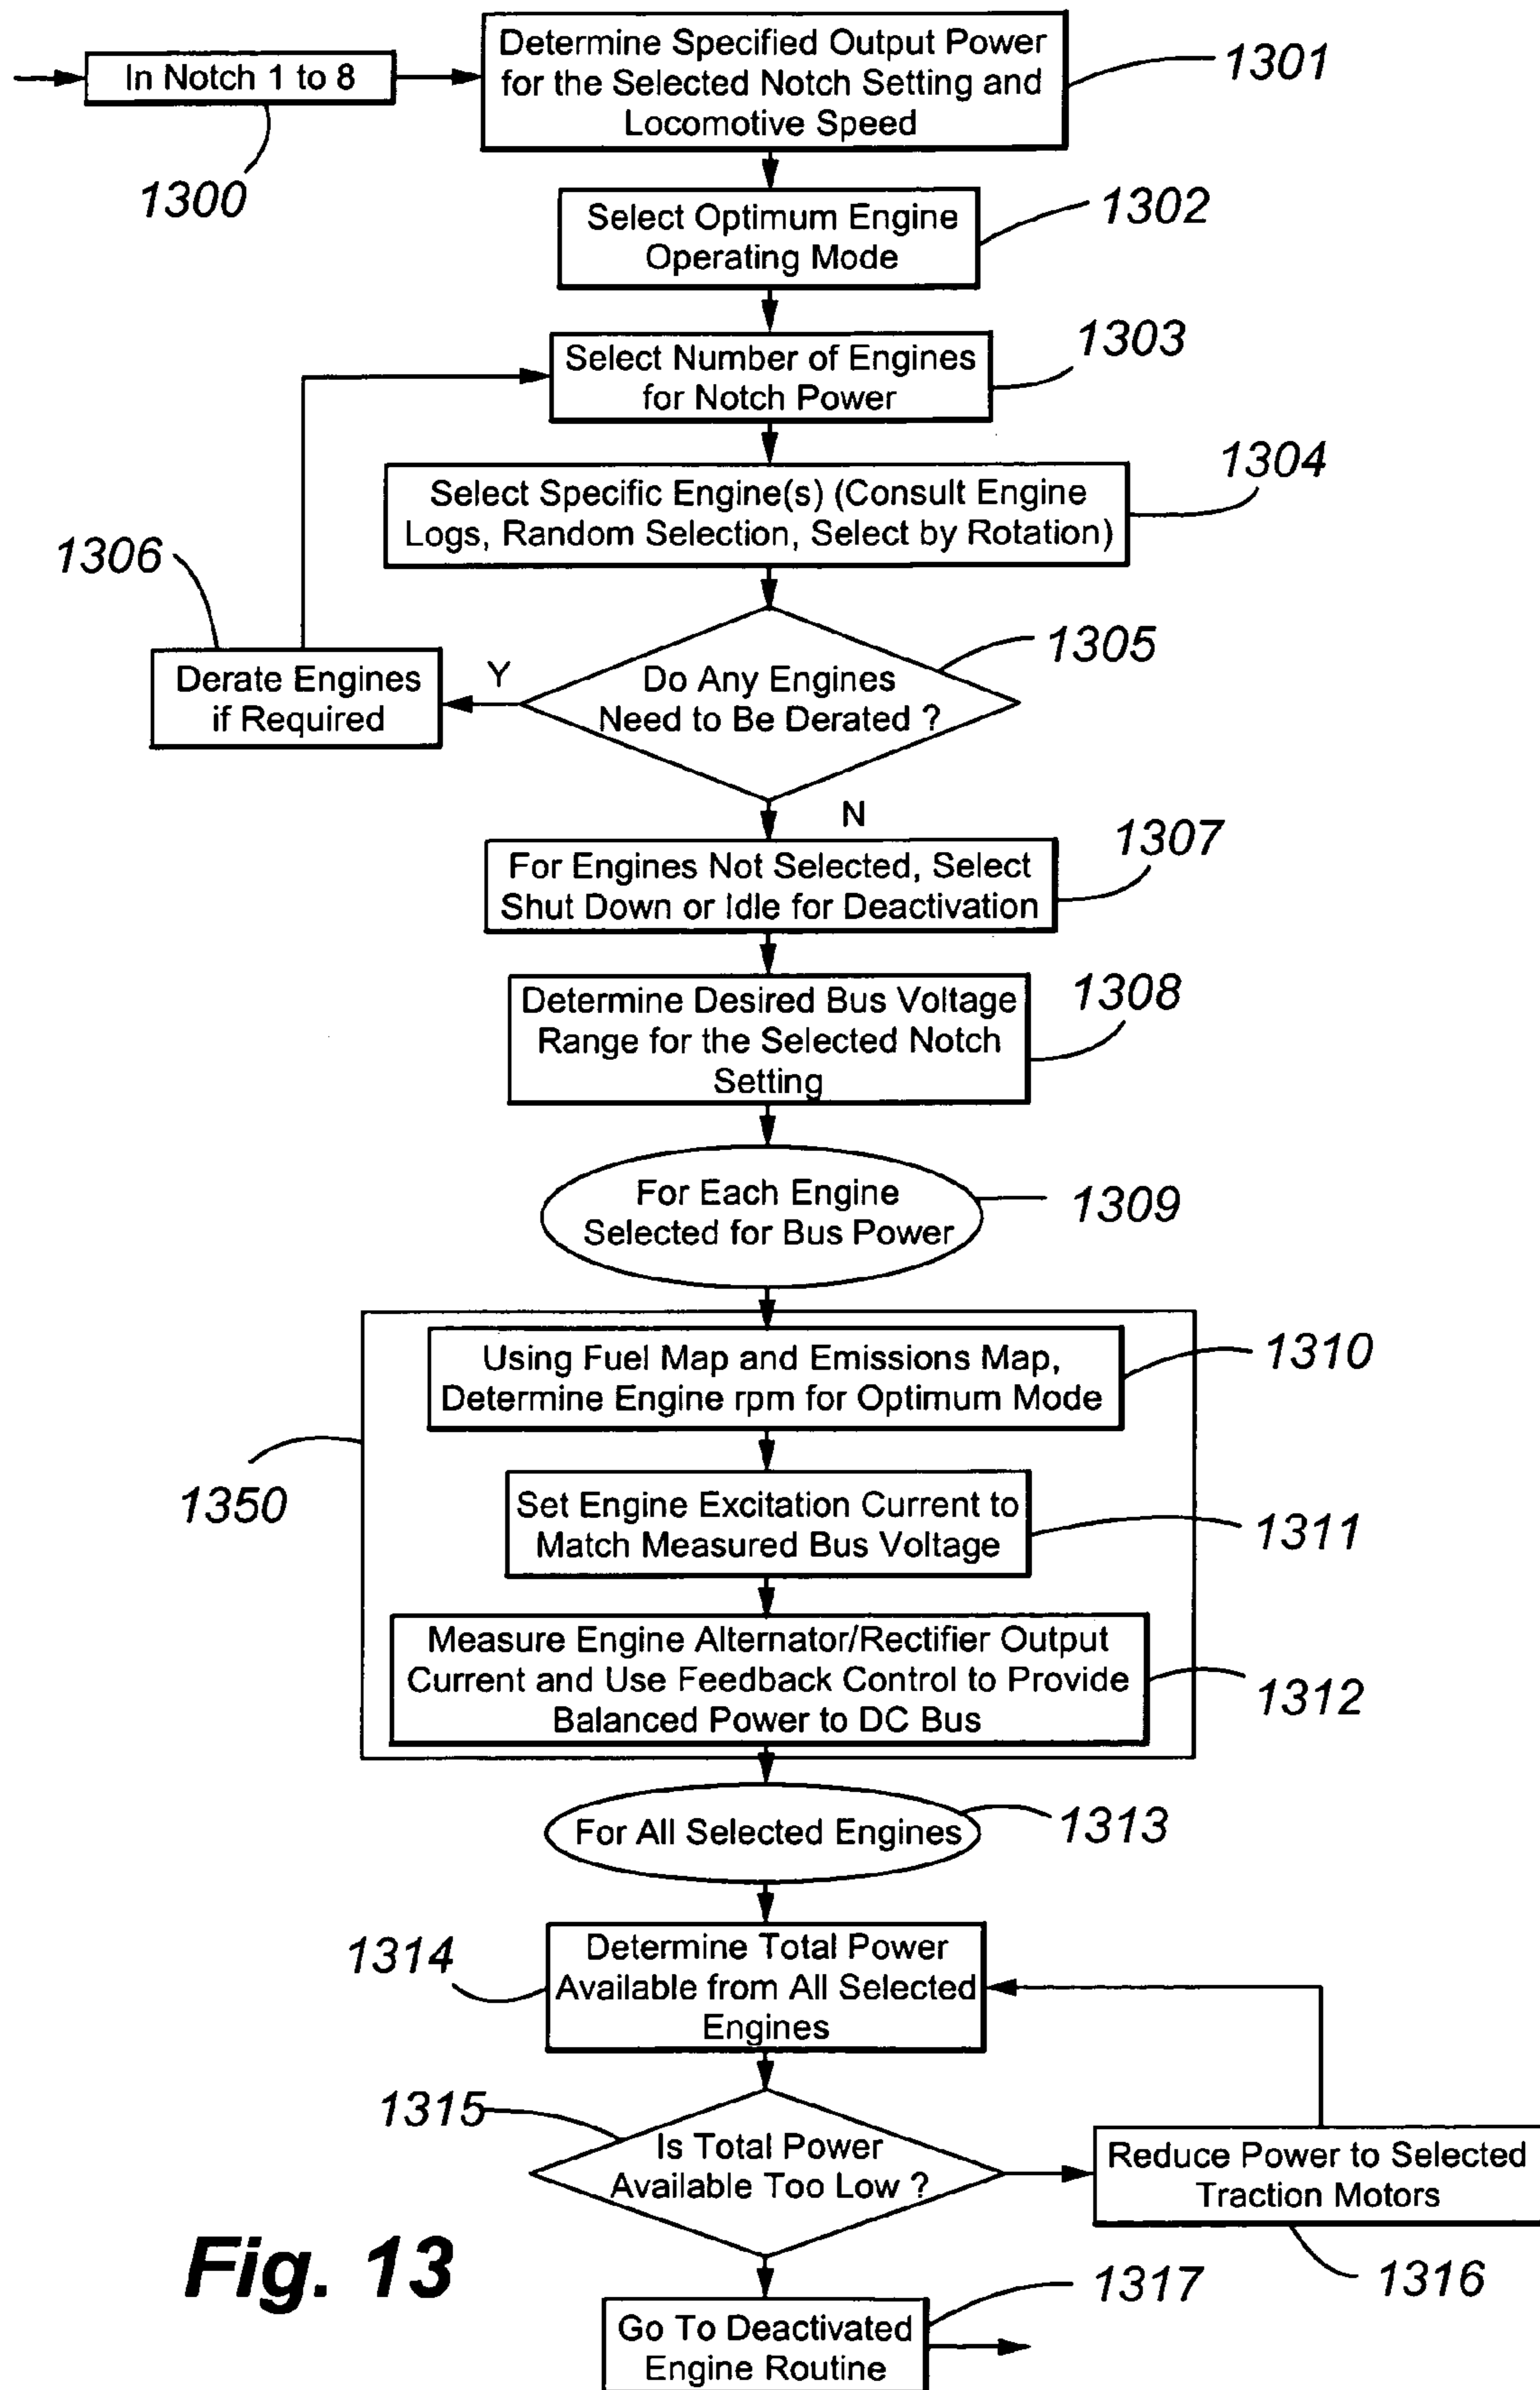 Determine Specified Output Power
for the Selected Notch Setting and
Locomotive Speed
1301
In Notch 1 to 8
1300
Select Optimum Engine
Operating Mode
1302
Select Number of Engines
for Notch Power
1303
Select Specific Engine(s) (Consult Engine
Logs, Random Selection, Select by Rotation)
1304
1306
Derate Engines
if Required
Y
Do Any Engines
Need to Be Derated ?
1305
N
For Engines Not Selected, Select
Shut Down or Idle for Deactivation
1307
Determine Desired Bus Voltage
Range for the Selected Notch
Setting
1308
For Each Engine
Selected for Bus Power
1309
Using Fuel Map and Emissions Map,
Determine Engine rpm for Optimum Mode
1310
1350
Set Engine Excitation Current to
Match Measured Bus Voltage
1311
Measure Engine Alternator/Rectifier Output
Current and Use Feedback Control to Provide
Balanced Power to DC Bus
1312
For All Selected Engines
1313
1314
Determine Total Power
Available from All Selected
Engines
1315
Is Total Power
Available Too Low ?
Reduce Power to Selected
Traction Motors
1316
Fig. 13
Go To Deactivated
Engine Routine
1317